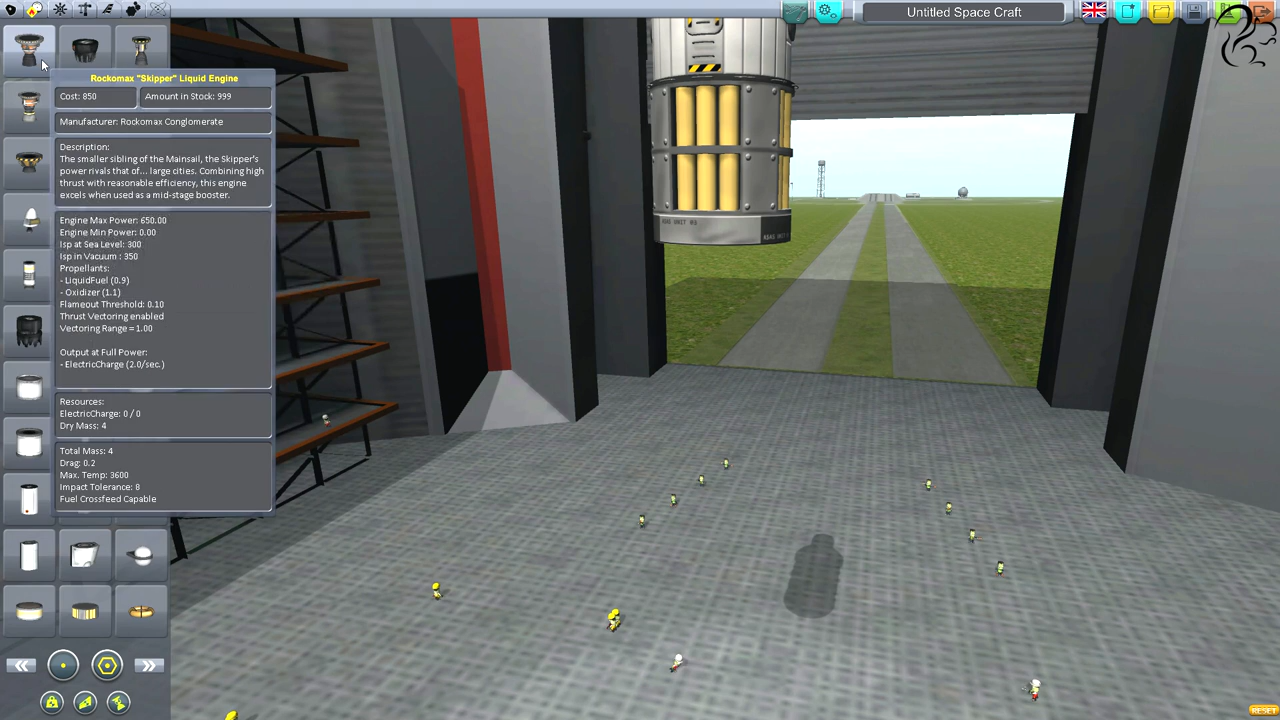 Untitled Space Craft
Rockomax "Skipper" Liquid Engine
Cost: 850
Amount in Stock: 999
Manufacturer: Rockomax Conglomerate
Description:
The smaller sibling of the Mainsail, the Skipper's
power rivals that of... large cities. Combining high
thrust with reasonable efficiency, this engine
excels when used as a mid-stage booster.
Engine Max Power: 650.00
Engine Min Power: 0.00
Isp at Sea Level: 300
Isp in Vacuum : 350
Propellants:
- LiquidFuel (0.9)
- Oxidizer (1.1)
Flameout Threshold: 0.10
Thrust Vectoring enabled
Vectoring Range = 1.00
Output at Full Power:
- ElectricCharge (2.0/sec.)
Resources:
ElectricCharge: 0 / 0
Dry Mass: 4
Total Mass: 4
Drag: 0.2
Max. Temp: 3600
Impact Tolerance: 8
Fuel Crossfeed Capable
RESET